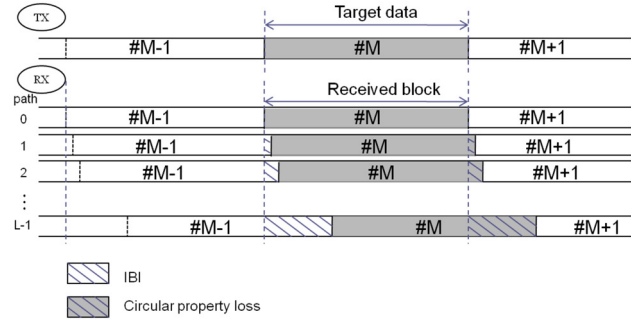 TX
Target data
#M-1 #M #M+1
RX
Received block
path
0 #M-1 #M #M+1
1 #M-1 #M #M+1
2 #M-1 #M #M+1
⋮
L-1 #M-1 #M #M+1
IBI
Circular property loss